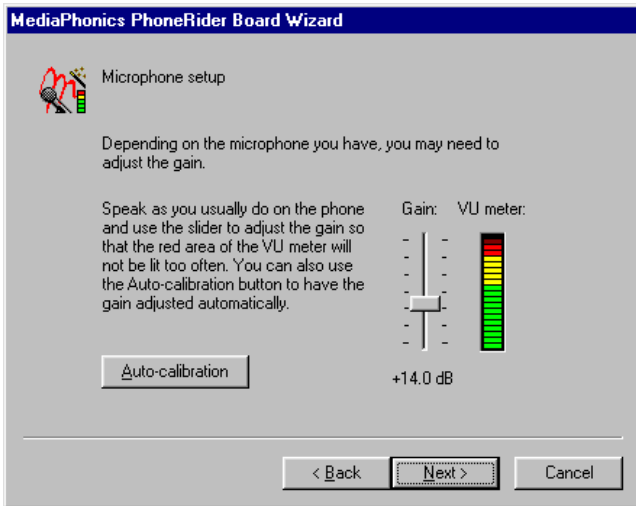 MediaPhonics PhoneRider Board Wizard
Microphone setup
Depending on the microphone you have, you may need to
adjust the gain.
Speak as you usually do on the phone
and use the slider to adjust the gain so
that the red area of the VU meter will
not be lit too often. You can also use
the Auto-calibration button to have the
gain adjusted automatically.
Gain: VU meter:
Auto-calibration
+14.0 dB
< Back
Next >
Cancel